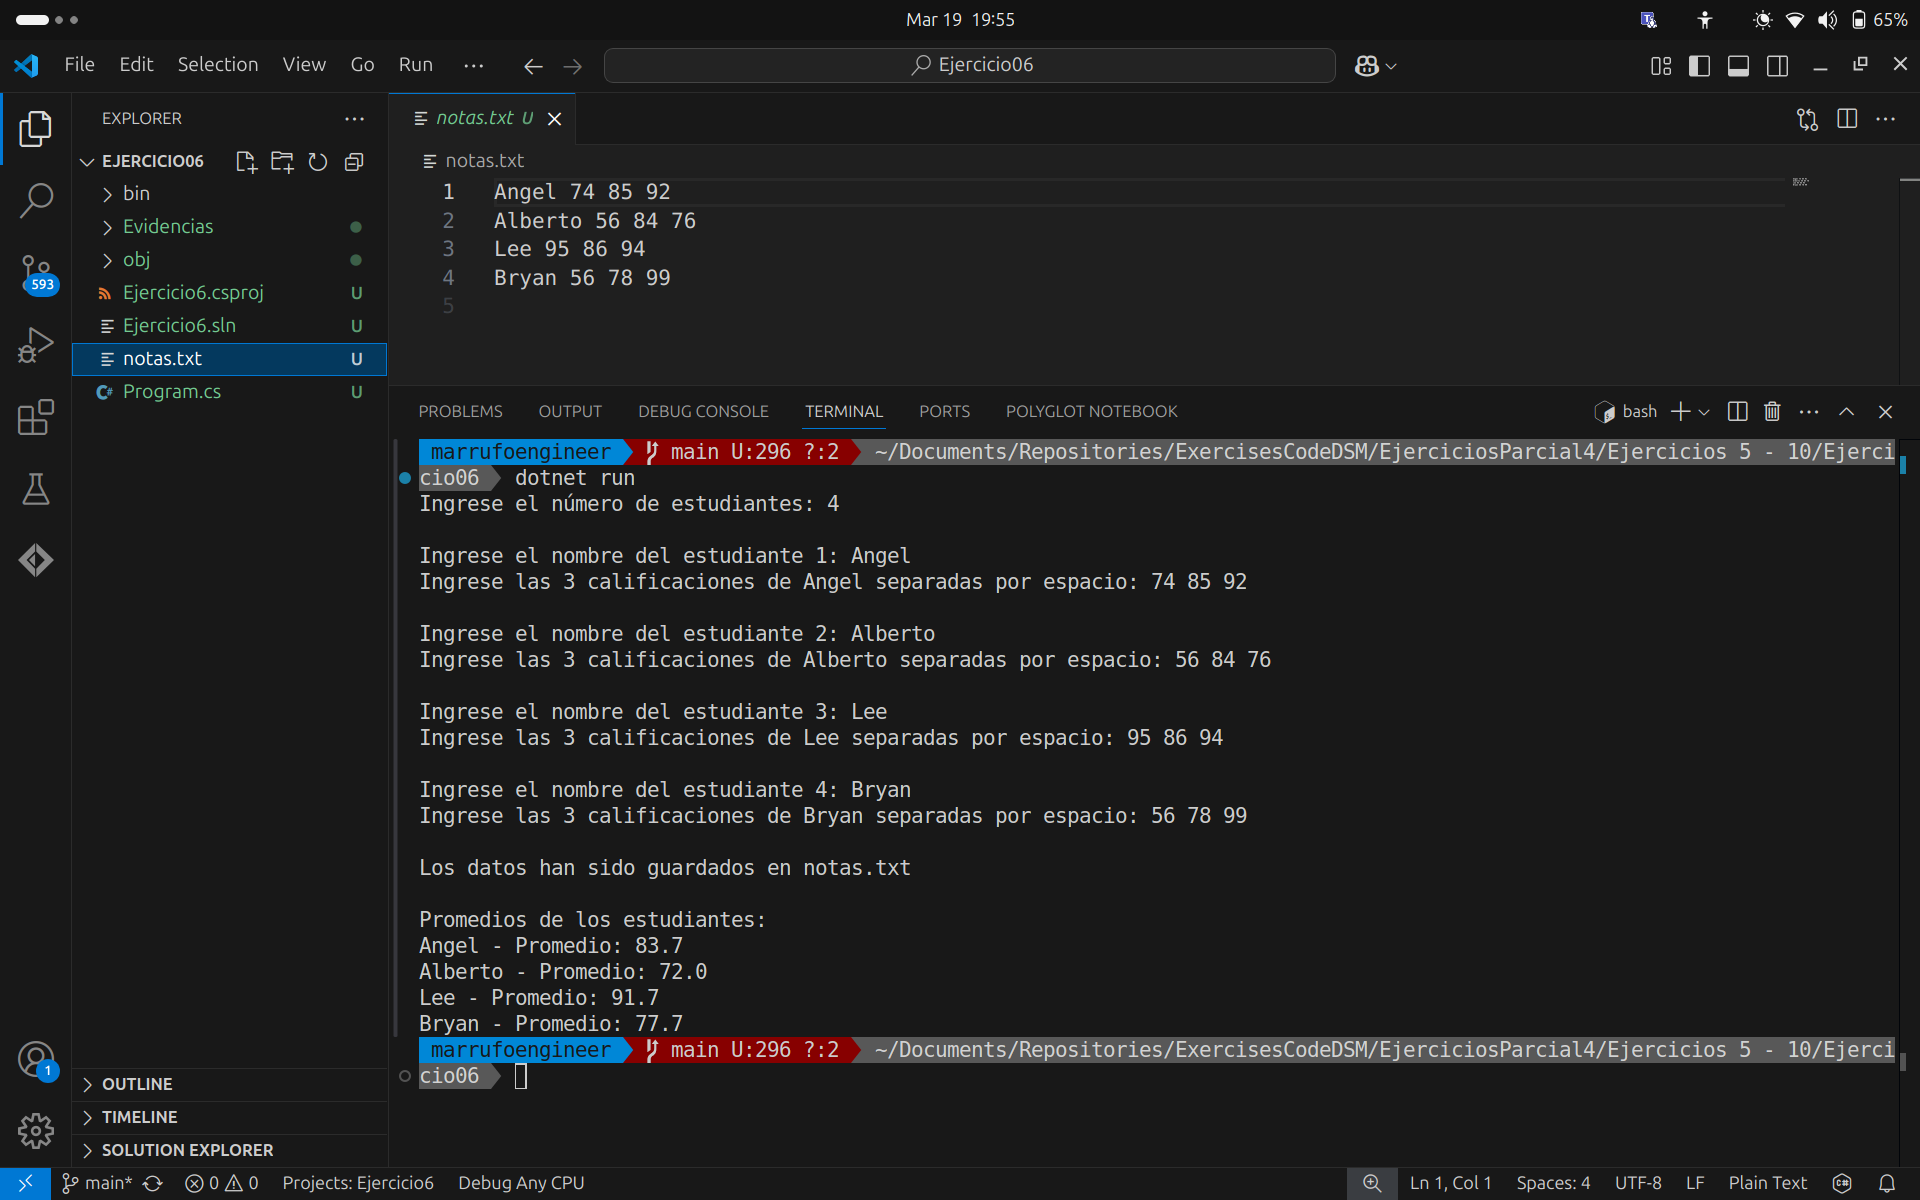 Mar 19 19:55
65%
File Edit Selection View Go Run ···
Ejercicio06
EXPLORER
notas.txt U
EJERCICIO06
notas.txt
bin
Evidencias
obj
Ejercicio6.csproj U
Ejercicio6.sln U
notas.txt U
Program.cs U
593
1 Angel 74 85 92
2 Alberto 56 84 76
3 Lee 95 86 94
4 Bryan 56 78 99
5
PROBLEMS OUTPUT DEBUG CONSOLE TERMINAL PORTS POLYGLOT NOTEBOOK
bash
marrufoengineer main U:296 ?:2 ~/Documents/Repositories/ExercisesCodeDSM/EjerciciosParcial4/Ejercicios 5 - 10/Ejerci
cio06 dotnet run
Ingrese el número de estudiantes: 4
Ingrese el nombre del estudiante 1: Angel
Ingrese las 3 calificaciones de Angel separadas por espacio: 74 85 92
Ingrese el nombre del estudiante 2: Alberto
Ingrese las 3 calificaciones de Alberto separadas por espacio: 56 84 76
Ingrese el nombre del estudiante 3: Lee
Ingrese las 3 calificaciones de Lee separadas por espacio: 95 86 94
Ingrese el nombre del estudiante 4: Bryan
Ingrese las 3 calificaciones de Bryan separadas por espacio: 56 78 99
Los datos han sido guardados en notas.txt
Promedios de los estudiantes:
Angel - Promedio: 83.7
Alberto - Promedio: 72.0
Lee - Promedio: 91.7
Bryan - Promedio: 77.7
marrufoengineer main U:296 ?:2 ~/Documents/Repositories/ExercisesCodeDSM/EjerciciosParcial4/Ejercicios 5 - 10/Ejerci
cio06
1
OUTLINE
TIMELINE
SOLUTION EXPLORER
main* 0 0 Projects: Ejercicio6 Debug Any CPU Ln 1, Col 1 Spaces: 4 UTF-8 LF Plain Text